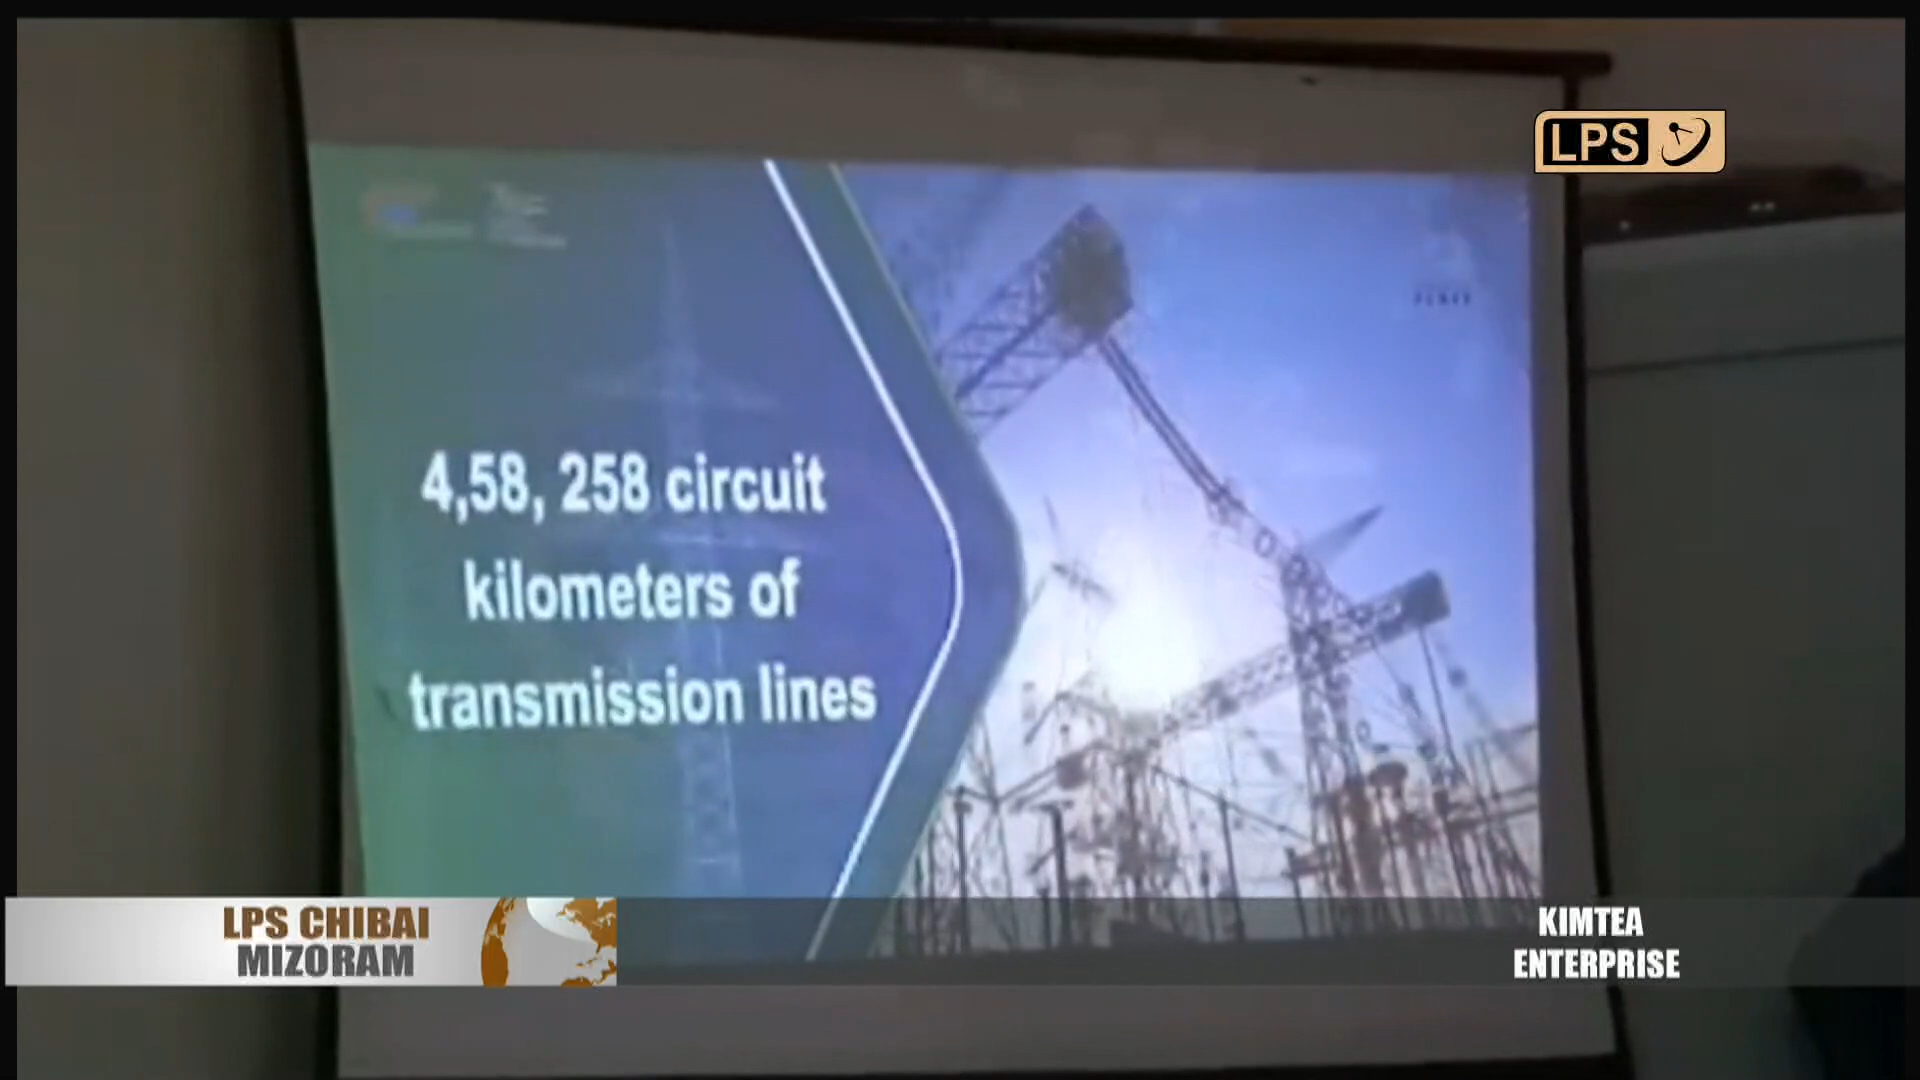 LPS
4,58, 258 circuit
kilometers of
transmission lines
LPS CHIBAI
MIZORAM
KIMTEA
ENTERPRISE